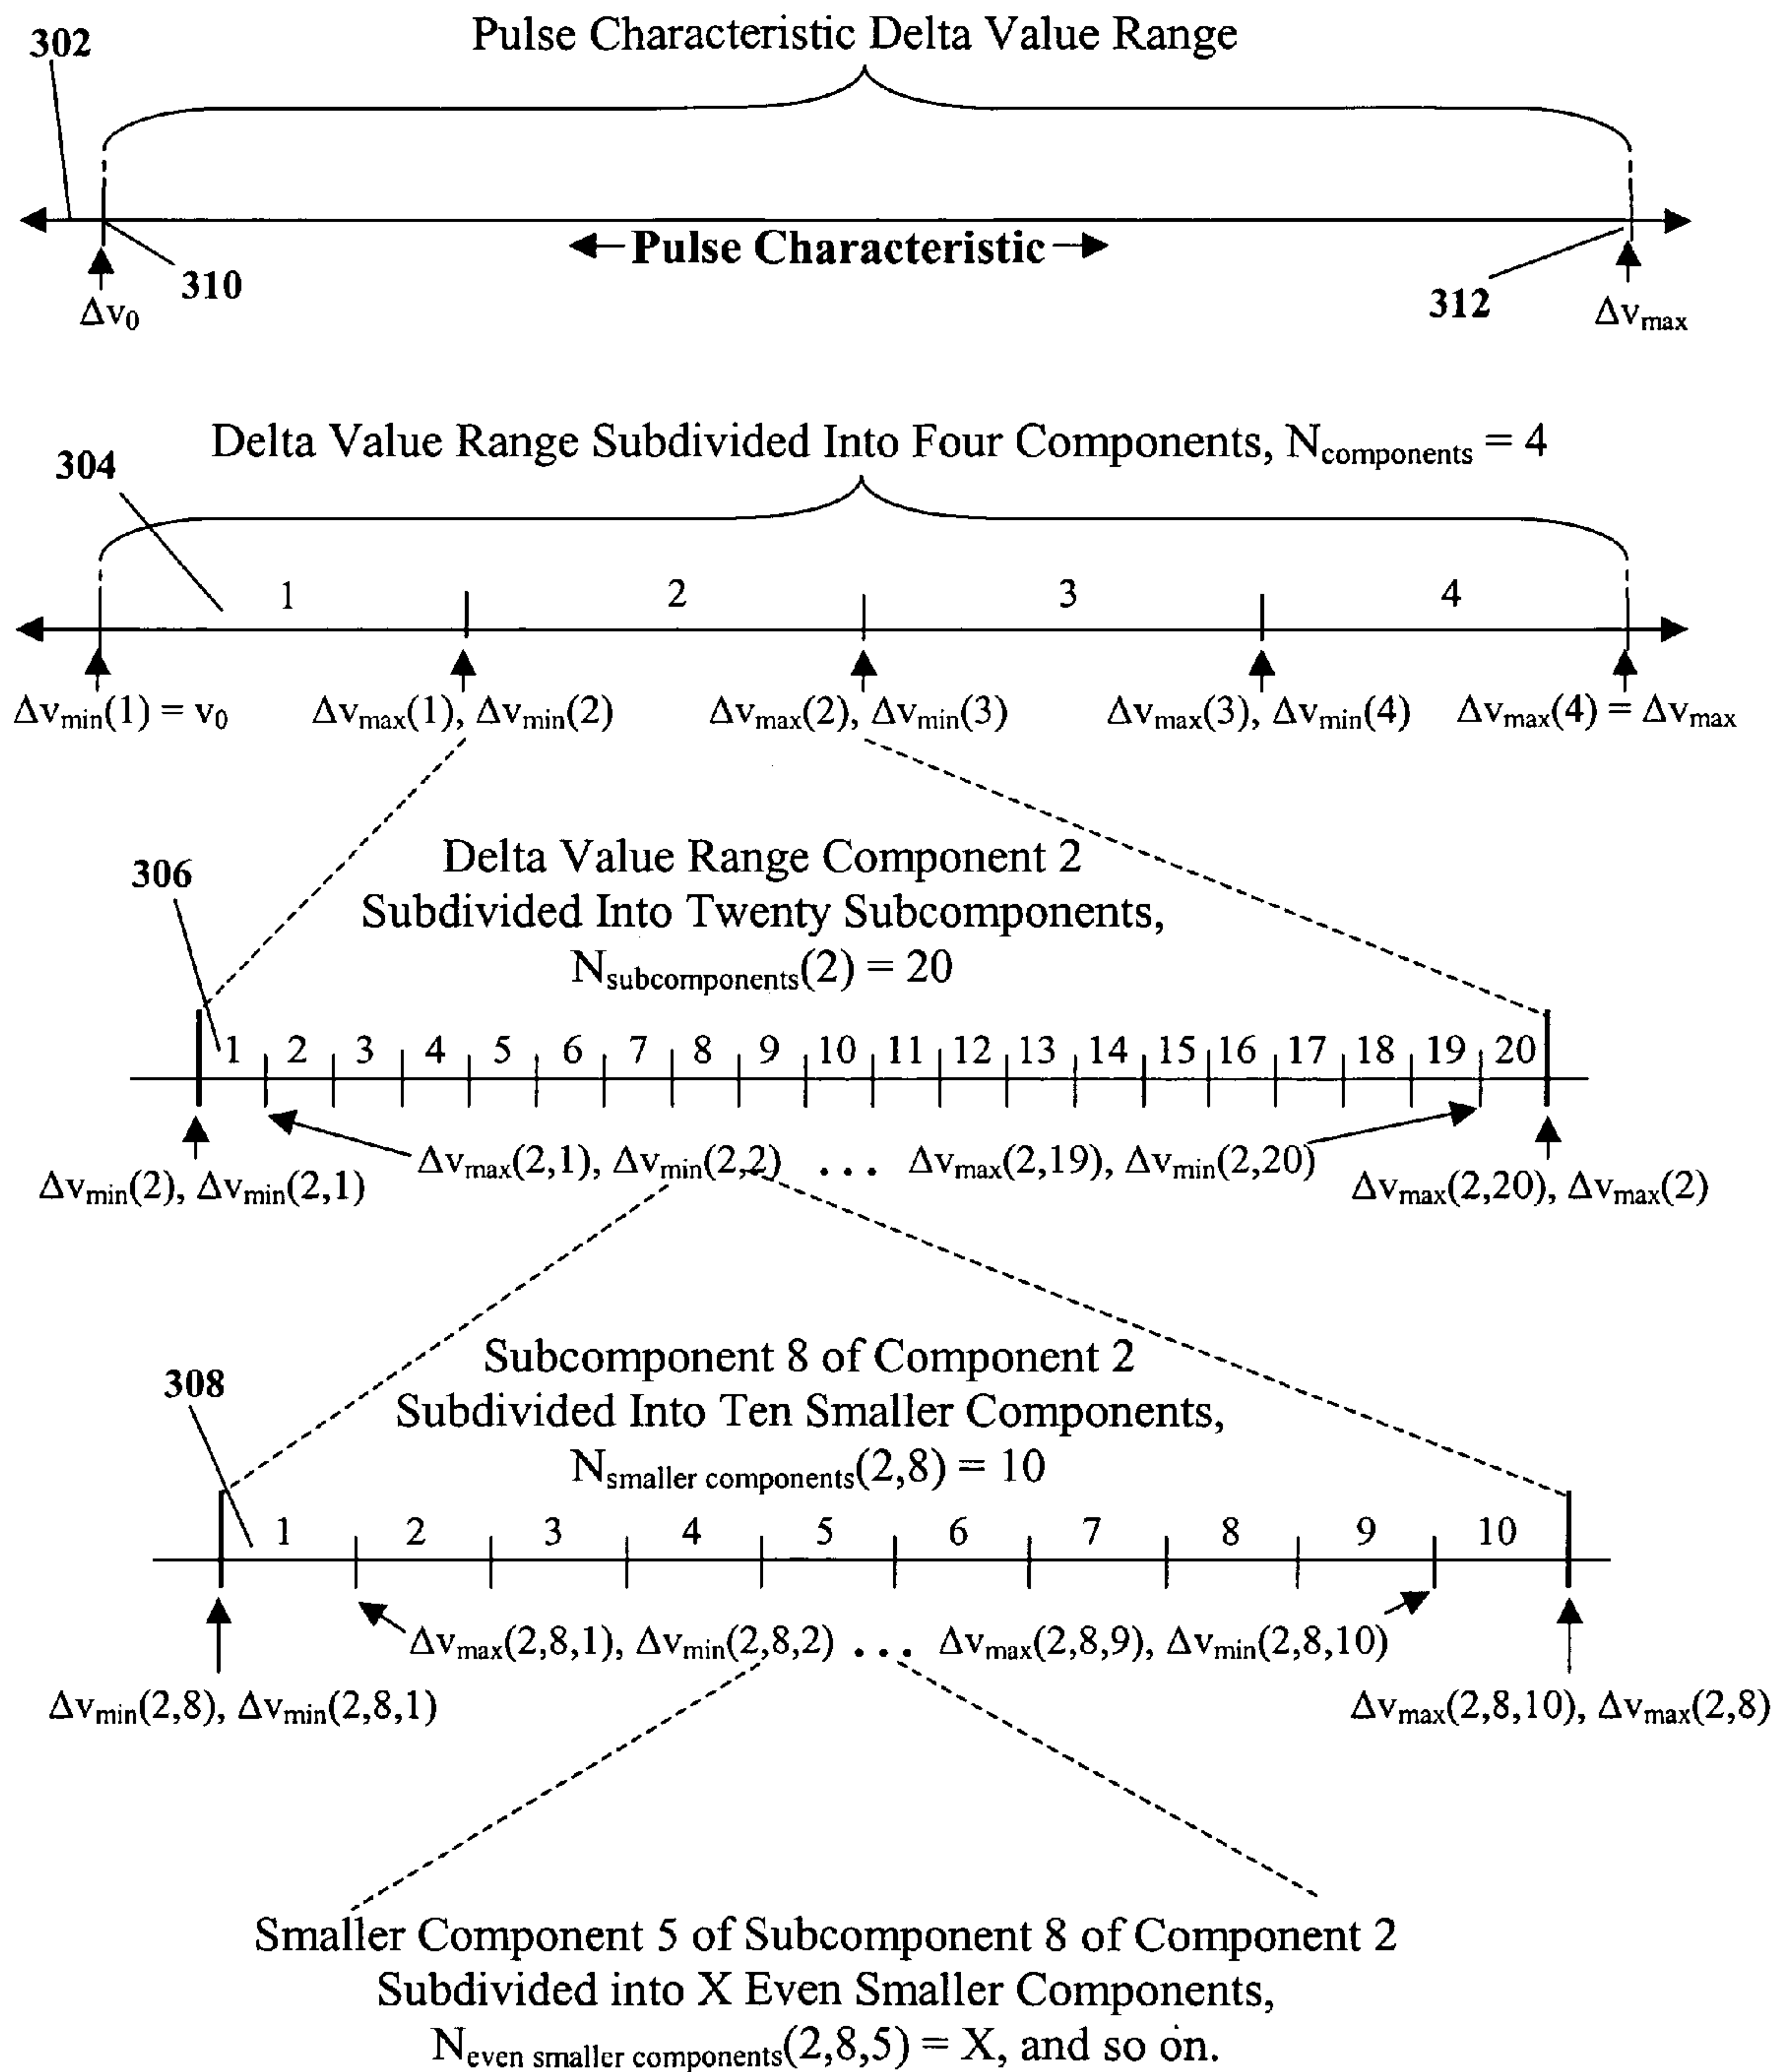 Pulse Characteristic Delta Value Range
302
←Pulse Characteristic→
310
312
Δv0
Δvmax
Delta Value Range Subdivided Into Four Components, Ncomponents = 4
304
1 2 3 4
Δvmin(1) = v0 Δvmax(1), Δvmin(2) Δvmax(2), Δvmin(3) Δvmax(3), Δvmin(4) Δvmax(4) = Δvmax
Delta Value Range Component 2
306
Subdivided Into Twenty Subcomponents,
Nsubcomponents(2) = 20
1 2 3 4 5 6 7 8 9 10 11 12 13 14 15 16 17 18 19 20
Δvmax(2,1), Δvmin(2,2) ... Δvmax(2,19), Δvmin(2,20)
Δvmin(2), Δvmin(2,1) Δvmax(2,20), Δvmax(2)
Subcomponent 8 of Component 2
308
Subdivided Into Ten Smaller Components,
Nsmaller components(2,8) = 10
1 2 3 4 5 6 7 8 9 10
Δvmax(2,8,1), Δvmin(2,8,2) ... Δvmax(2,8,9), Δvmin(2,8,10)
Δvmin(2,8), Δvmin(2,8,1) Δvmax(2,8,10), Δvmax(2,8)
Smaller Component 5 of Subcomponent 8 of Component 2
Subdivided into X Even Smaller Components,
Neven smaller components(2,8,5) = X, and so on.